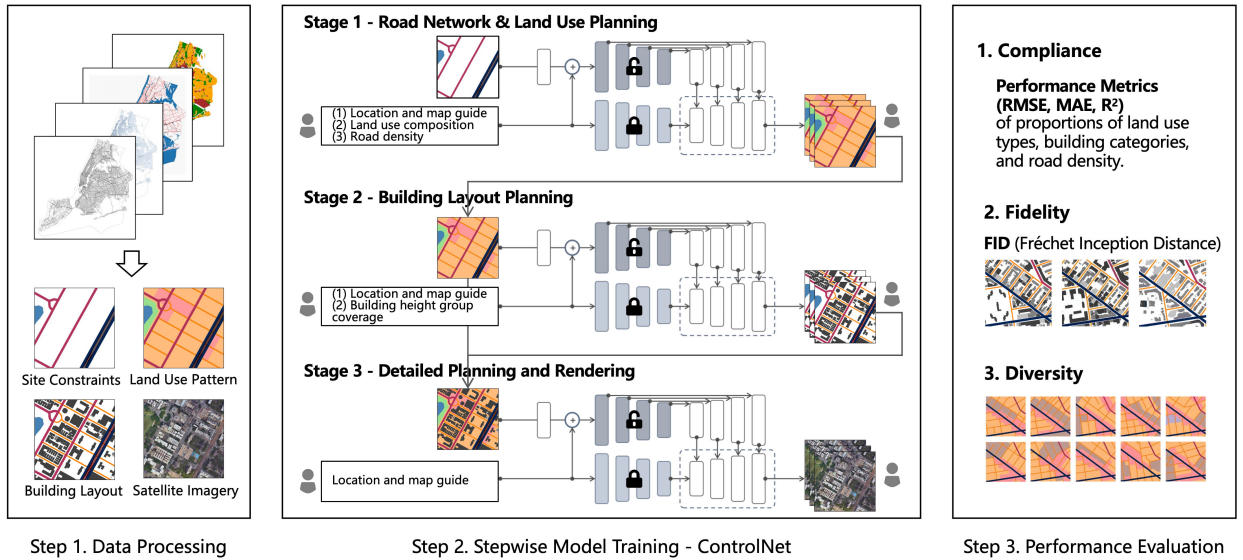 Site Constraints
Land Use Pattern
Building Layout
Satellite Imagery
Step 1. Data Processing
Stage 1 - Road Network & Land Use Planning
(1) Location and map guide
(2) Land use composition
(3) Road density
Stage 2 - Building Layout Planning
(1) Location and map guide
(2) Building height group
coverage
Stage 3 - Detailed Planning and Rendering
Location and map guide
Step 2. Stepwise Model Training - ControlNet
1. Compliance
Performance Metrics
(RMSE, MAE, R²)
of proportions of land use
types, building categories,
and road density.
2. Fidelity
FID (Fréchet Inception Distance)
3. Diversity
Step 3. Performance Evaluation